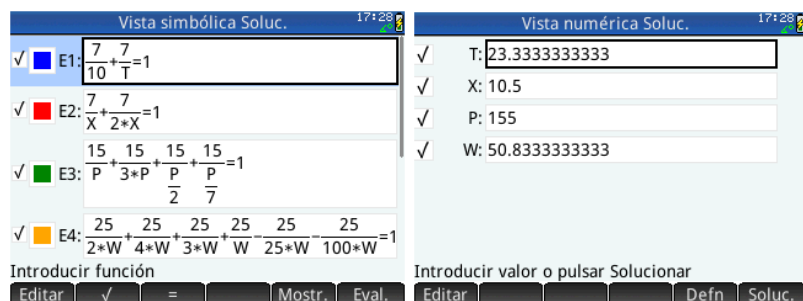 Vista simbólica Soluc. 17:28
√ E1: 7/10+7/T=1
√ E2: 7/X+7/2*X=1
√ E3: 15/P+15/3*P+15/P/2+15/P/7=1
√ E4: 25/2*W+25/4*W+25/3*W+25/W-25/25*W-25/100*W=1
Introducir función
Editar √ = Mostr. Eval.
Vista numérica Soluc. 17:28
√ T: 23.3333333333
√ X: 10.5
√ P: 155
√ W: 50.8333333333
Introducir valor o pulsar Solucionar
Editar Defn Soluc.